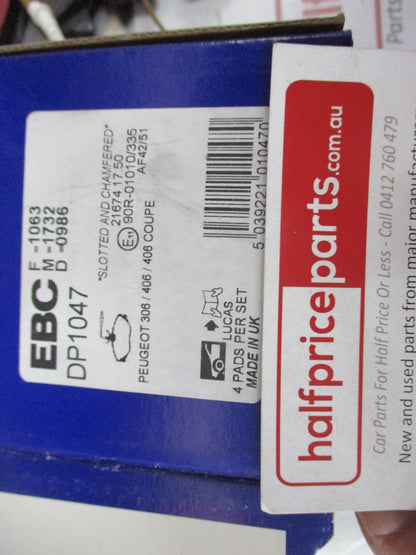 EBC
F -1063
M -1732
D -0986
DP1047
*SLOTTED AND CHAMFERED*
21674.17.50
E11 90R-01010/335
AF42/51
PEUGEOT 306 / 406 / 406 COUPE
LUCAS
4 PADS PER SET
MADE IN UK
5 039221 010470
halfpriceparts.com.au
Car Parts For Half Price Or Less - Call 0412 760 479
New and used parts from major manufacturers
Parts